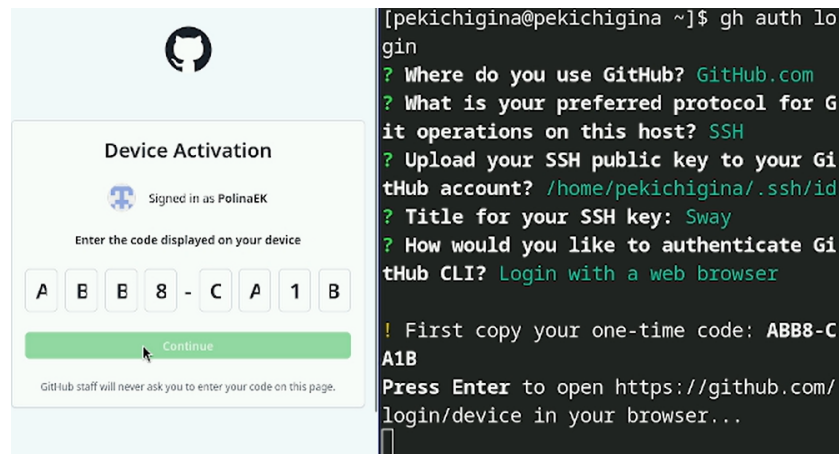 Device Activation
Signed in as PolinaEK
Enter the code displayed on your device
A B B 8 - C A 1 B
Continue
GitHub staff will never ask you to enter your code on this page.
[pekichigina@pekichigina ~]$ gh auth lo
gin
? Where do you use GitHub? GitHub.com
? What is your preferred protocol for G
it operations on this host? SSH
? Upload your SSH public key to your Gi
tHub account? /home/pekichigina/.ssh/id
? Title for your SSH key: Sway
? How would you like to authenticate Gi
tHub CLI? Login with a web browser
! First copy your one-time code: ABB8-C
A1B
Press Enter to open https://github.com/
login/device in your browser...